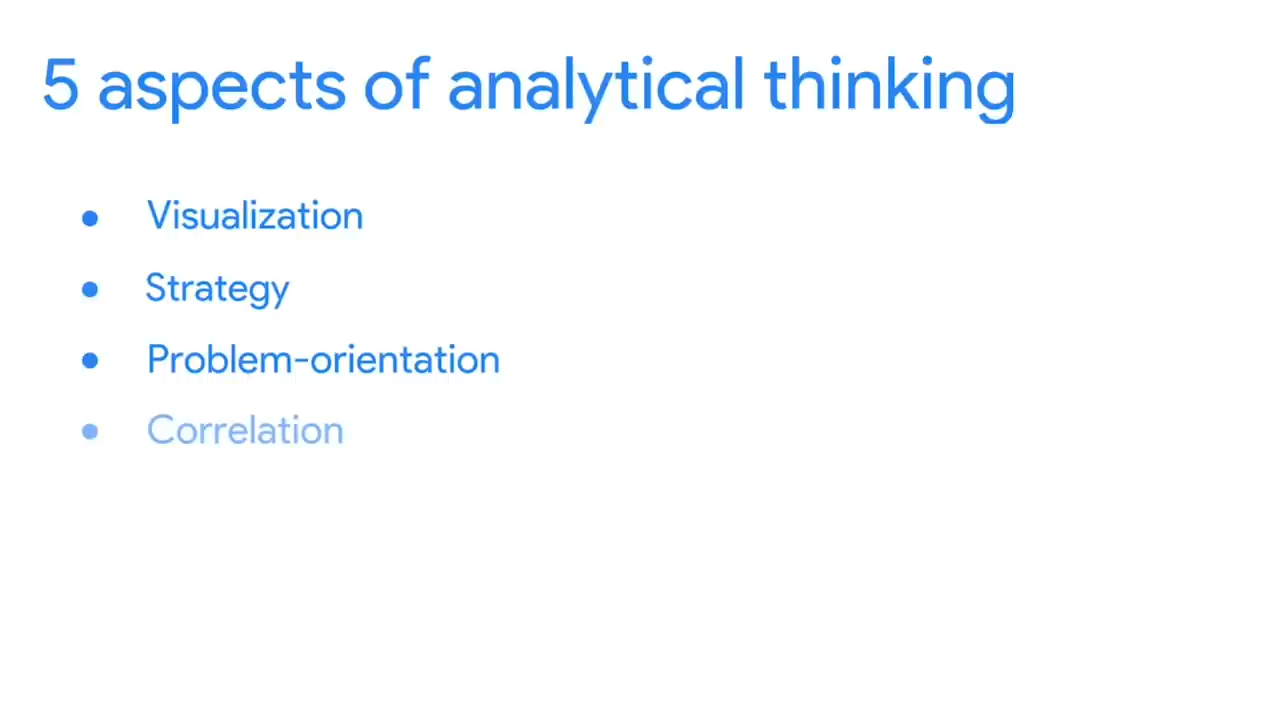 5 aspects of analytical thinking
● Visualization
● Strategy
● Problem-orientation
● Correlation